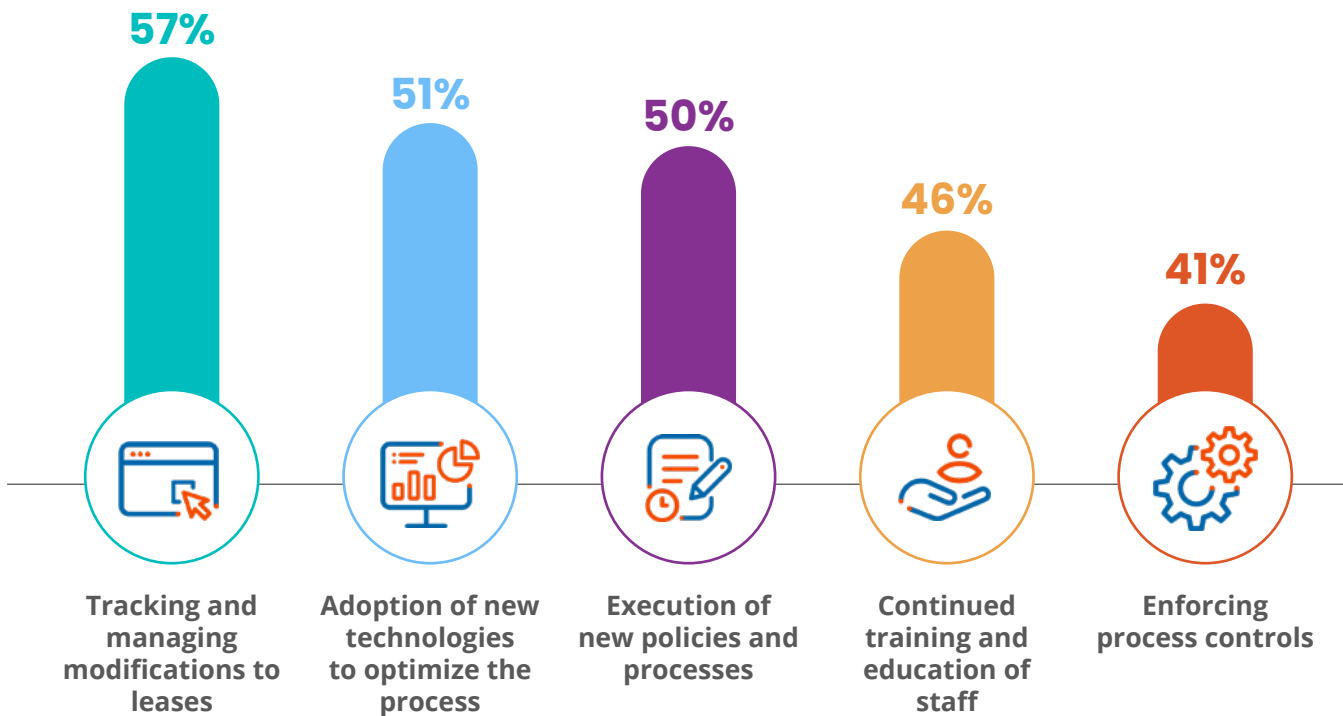 57%
51%
50%
46%
41%
Tracking and
managing
modifications to
leases
Adoption of new
technologies
to optimize the
process
Execution of
new policies and
processes
Continued
training and
education of
staff
Enforcing
process controls